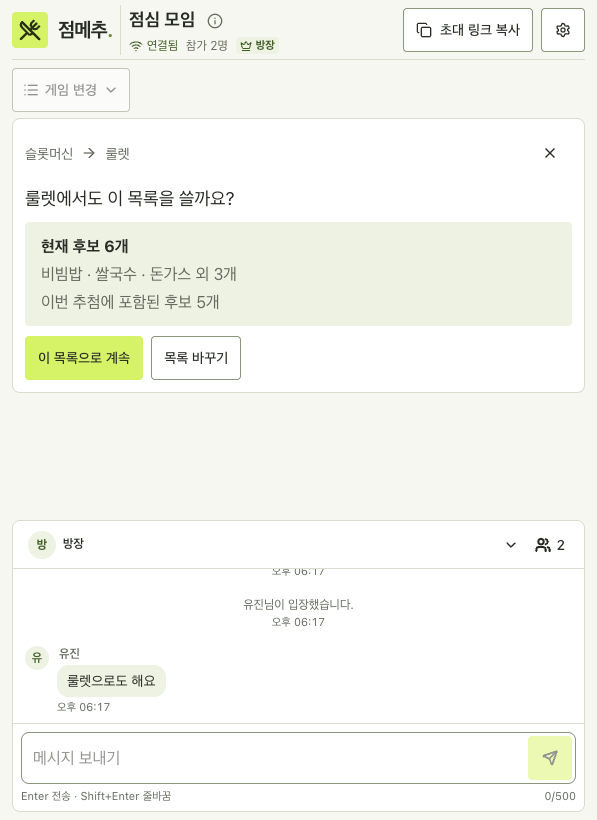 점메추.
점심 모임
연결됨 참가 2명 방장
초대 링크 복사
게임 변경
슬롯머신 → 룰렛
룰렛에서도 이 목록을 쓸까요?
현재 후보 6개
비빔밥 · 쌀국수 · 돈가스 외 3개
이번 추첨에 포함된 후보 5개
이 목록으로 계속
목록 바꾸기
방 방장
2
오후 06:17
유진님이 입장했습니다.
오후 06:17
유 유진
룰렛으로도 해요
오후 06:17
메시지 보내기
Enter 전송 · Shift+Enter 줄바꿈
0/500